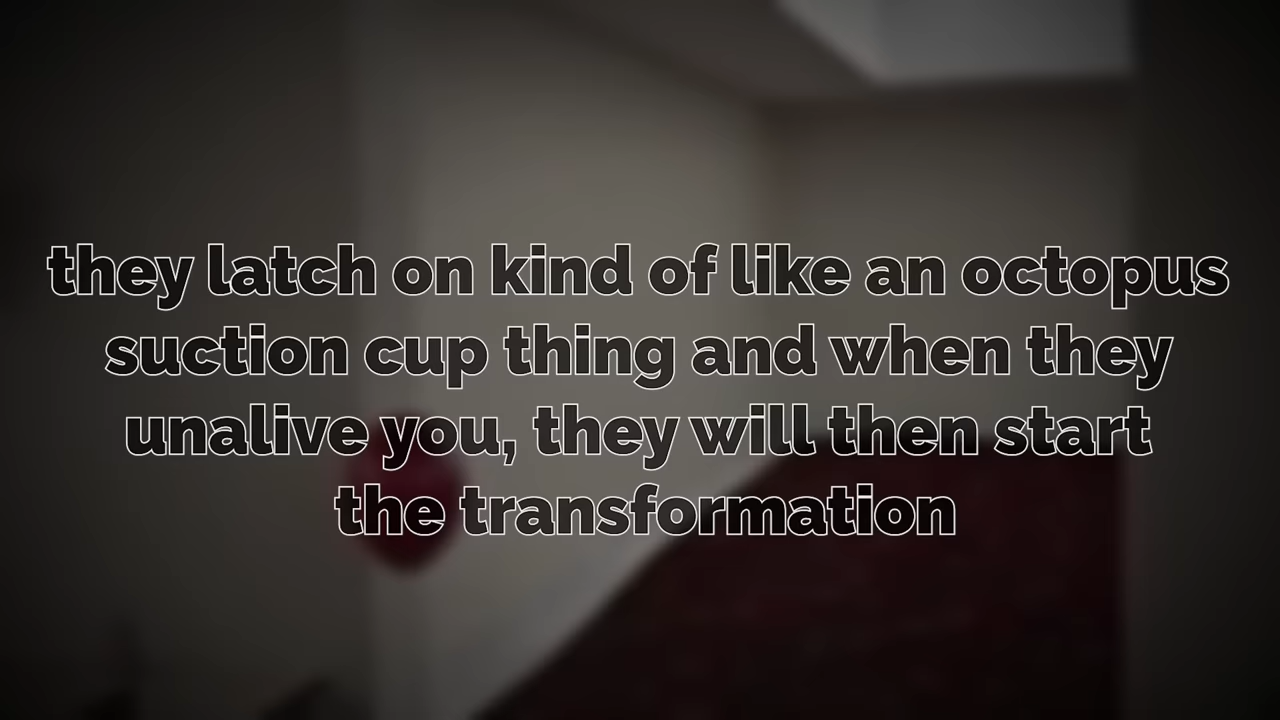 they latch on kind of like an octopus
suction cup thing and when they
unalive you, they will then start
the transformation